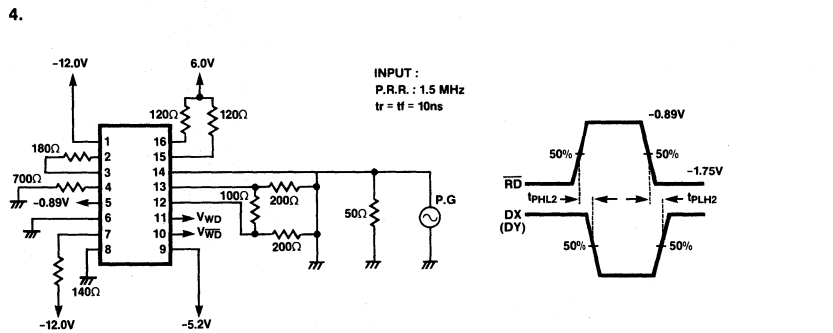 4.
-12.0V
6.0V
INPUT :
P.R.R. : 1.5 MHz
tr = tf = 10ns
120Ω
120Ω
180Ω
700Ω
-0.89V
1
2
3
4
5
6
7
8
16
15
14
13
12
11
10
9
100Ω
200Ω
200Ω
VWD
V\overline{WD}
50Ω
P.G
140Ω
-12.0V
-5.2V
-0.89V
50%
50%
-1.75V
\overline{RD}
tPHL2
tPLH2
DX
(DY)
50%
50%